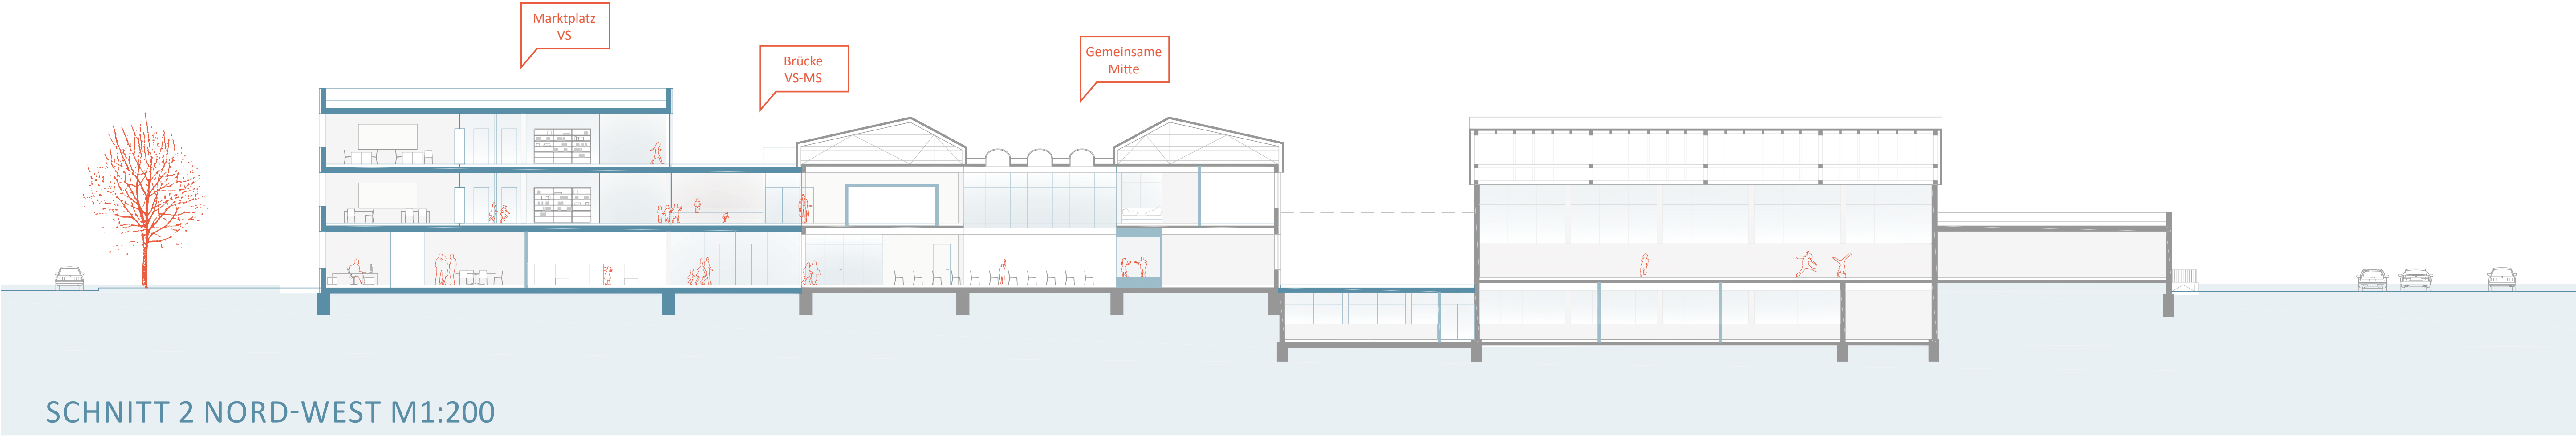 Marktplatz
VS
Brücke
VS-MS
Gemeinsame
Mitte
SCHNITT 2 NORD-WEST M1:200